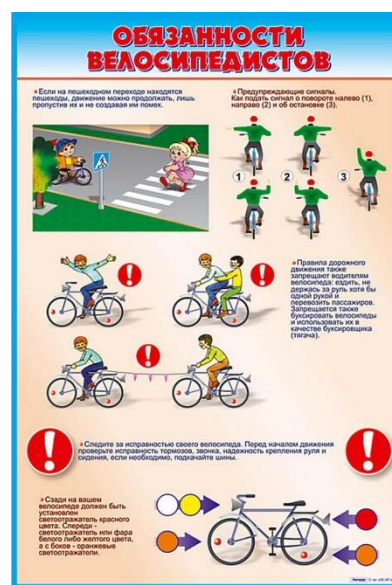 ОБЯЗАННОСТИ
ВЕЛОСИПЕДИСТОВ
Если на пешеходном переходе находятся
пешеходы, движение можно продолжать, лишь
пропустив их и не создавая им помех.
Предупреждающие сигналы.
Как подать сигнал о повороте налево (1),
направо (2) и об остановке (3).
1
2
3
Правила дорожного
движения также
запрещают водителям
велосипеда: ездить, не
держась за руль хотя бы
одной рукой и
перевозить пассажиров.
Запрещается также
буксировать велосипеды
и использовать их в
качестве буксировщика
(тягача).
Следите за исправностью своего велосипеда. Перед началом движения
проверьте исправность тормозов, звонка, надежность крепления руля и
сидения, если необходимо, подкачайте шины.
Сзади на вашем
велосипеде должен быть
установлен
светоотражатель красного
цвета. Спереди -
светоотражатель или фара
белого либо желтого цвета,
а с боков - оранжевые
светоотражатели.